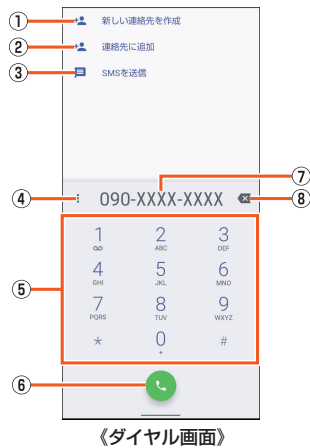 ① 新しい連絡先を作成
② 連絡先に追加
③ SMSを送信
⑦
④ 090-XXXX-XXXX ⑧
1 2 3
ABC DEF
⑤
4 5 6
GHI JKL MNO
7 8 9
PQRS TUV WXYZ
* 0 #
+
⑥
《ダイヤル画面》